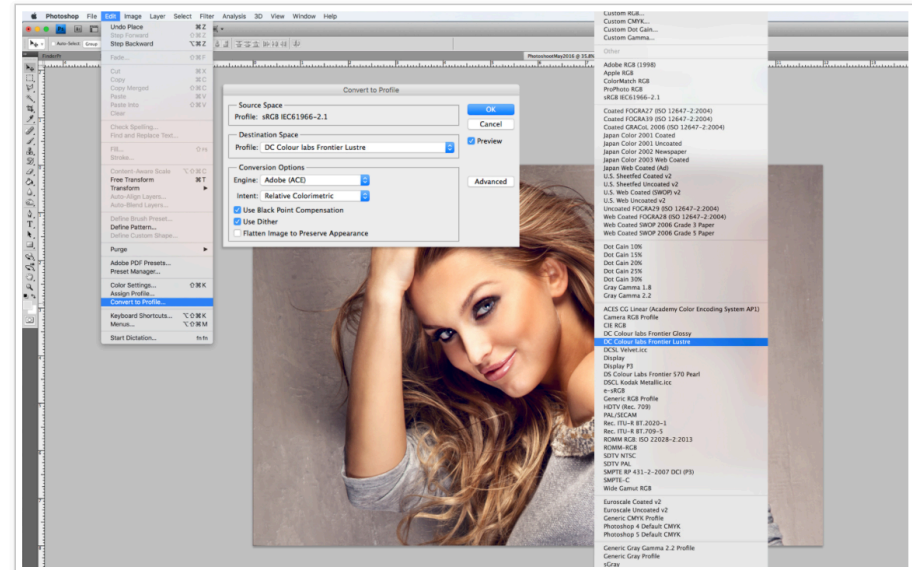 Photoshop File Edit Image Layer Select Filter Analysis 3D View Window Help
Auto-Select: Group
PhotoshootMay2016 @ 35.8%
Undo Place ⌘Z
Step Forward ⇧⌘Z
Step Backward ⌥⌘Z
Fade... ⇧⌘F
Cut ⌘X
Copy ⌘C
Copy Merged ⇧⌘C
Paste ⌘V
Paste Into ⇧⌘V
Clear
Check Spelling...
Find and Replace Text...
Fill... ⇧F5
Stroke...
Content-Aware Scale ⌥⇧⌘C
Free Transform ⌘T
Transform
Auto-Align Layers...
Auto-Blend Layers...
Define Brush Preset...
Define Pattern...
Define Custom Shape...
Purge
Adobe PDF Presets...
Preset Manager...
Color Settings... ⇧⌘K
Assign Profile...
Convert to Profile...
Keyboard Shortcuts... ⌥⇧⌘K
Menus... ⌥⇧⌘M
Start Dictation... fn fn
Convert to Profile
Source Space
Profile: sRGB IEC61966-2.1
Destination Space
Profile: DC Colour labs Frontier Lustre
Conversion Options
Engine: Adobe (ACE)
Intent: Relative Colorimetric
Use Black Point Compensation
Use Dither
Flatten Image to Preserve Appearance
OK
Cancel
Preview
Advanced
Custom RGB...
Custom CMYK...
Custom Dot Gain...
Custom Gamma...
Other
Adobe RGB (1998)
Apple RGB
ColorMatch RGB
ProPhoto RGB
sRGB IEC61966-2.1
Coated FOGRA27 (ISO 12647-2:2004)
Coated FOGRA39 (ISO 12647-2:2004)
Coated GRACoL 2006 (ISO 12647-2:2004)
Japan Color 2001 Coated
Japan Color 2001 Uncoated
Japan Color 2002 Newspaper
Japan Color 2003 Web Coated
Japan Web Coated (Ad)
U.S. Sheetfed Coated v2
U.S. Sheetfed Uncoated v2
U.S. Web Coated (SWOP) v2
U.S. Web Uncoated v2
Uncoated FOGRA29 (ISO 12647-2:2004)
Web Coated FOGRA28 (ISO 12647-2:2004)
Web Coated SWOP 2006 Grade 3 Paper
Web Coated SWOP 2006 Grade 5 Paper
Dot Gain 10%
Dot Gain 15%
Dot Gain 20%
Dot Gain 25%
Dot Gain 30%
Gray Gamma 1.8
Gray Gamma 2.2
ACES CG Linear (Academy Color Encoding System AP1)
Camera RGB Profile
CIE RGB
DC Colour labs Frontier Glossy
DC Colour labs Frontier Lustre
DCSL Velvet.icc
Display
Display P3
DS Colour Labs Frontier 570 Pearl
DSCL Kodak Metallic.icc
e-sRGB
Generic RGB Profile
HDTV (Rec. 709)
PAL/SECAM
Rec. ITU-R BT.2020-1
Rec. ITU-R BT.709-5
ROMM RGB: ISO 22028-2:2013
ROMM-RGB
SDTV NTSC
SDTV PAL
SMPTE RP 431-2-2007 DCI (P3)
SMPTE-C
Wide Gamut RGB
Euroscale Coated v2
Euroscale Uncoated v2
Generic CMYK Profile
Photoshop 4 Default CMYK
Photoshop 5 Default CMYK
Generic Gray Gamma 2.2 Profile
Generic Gray Profile
sGray